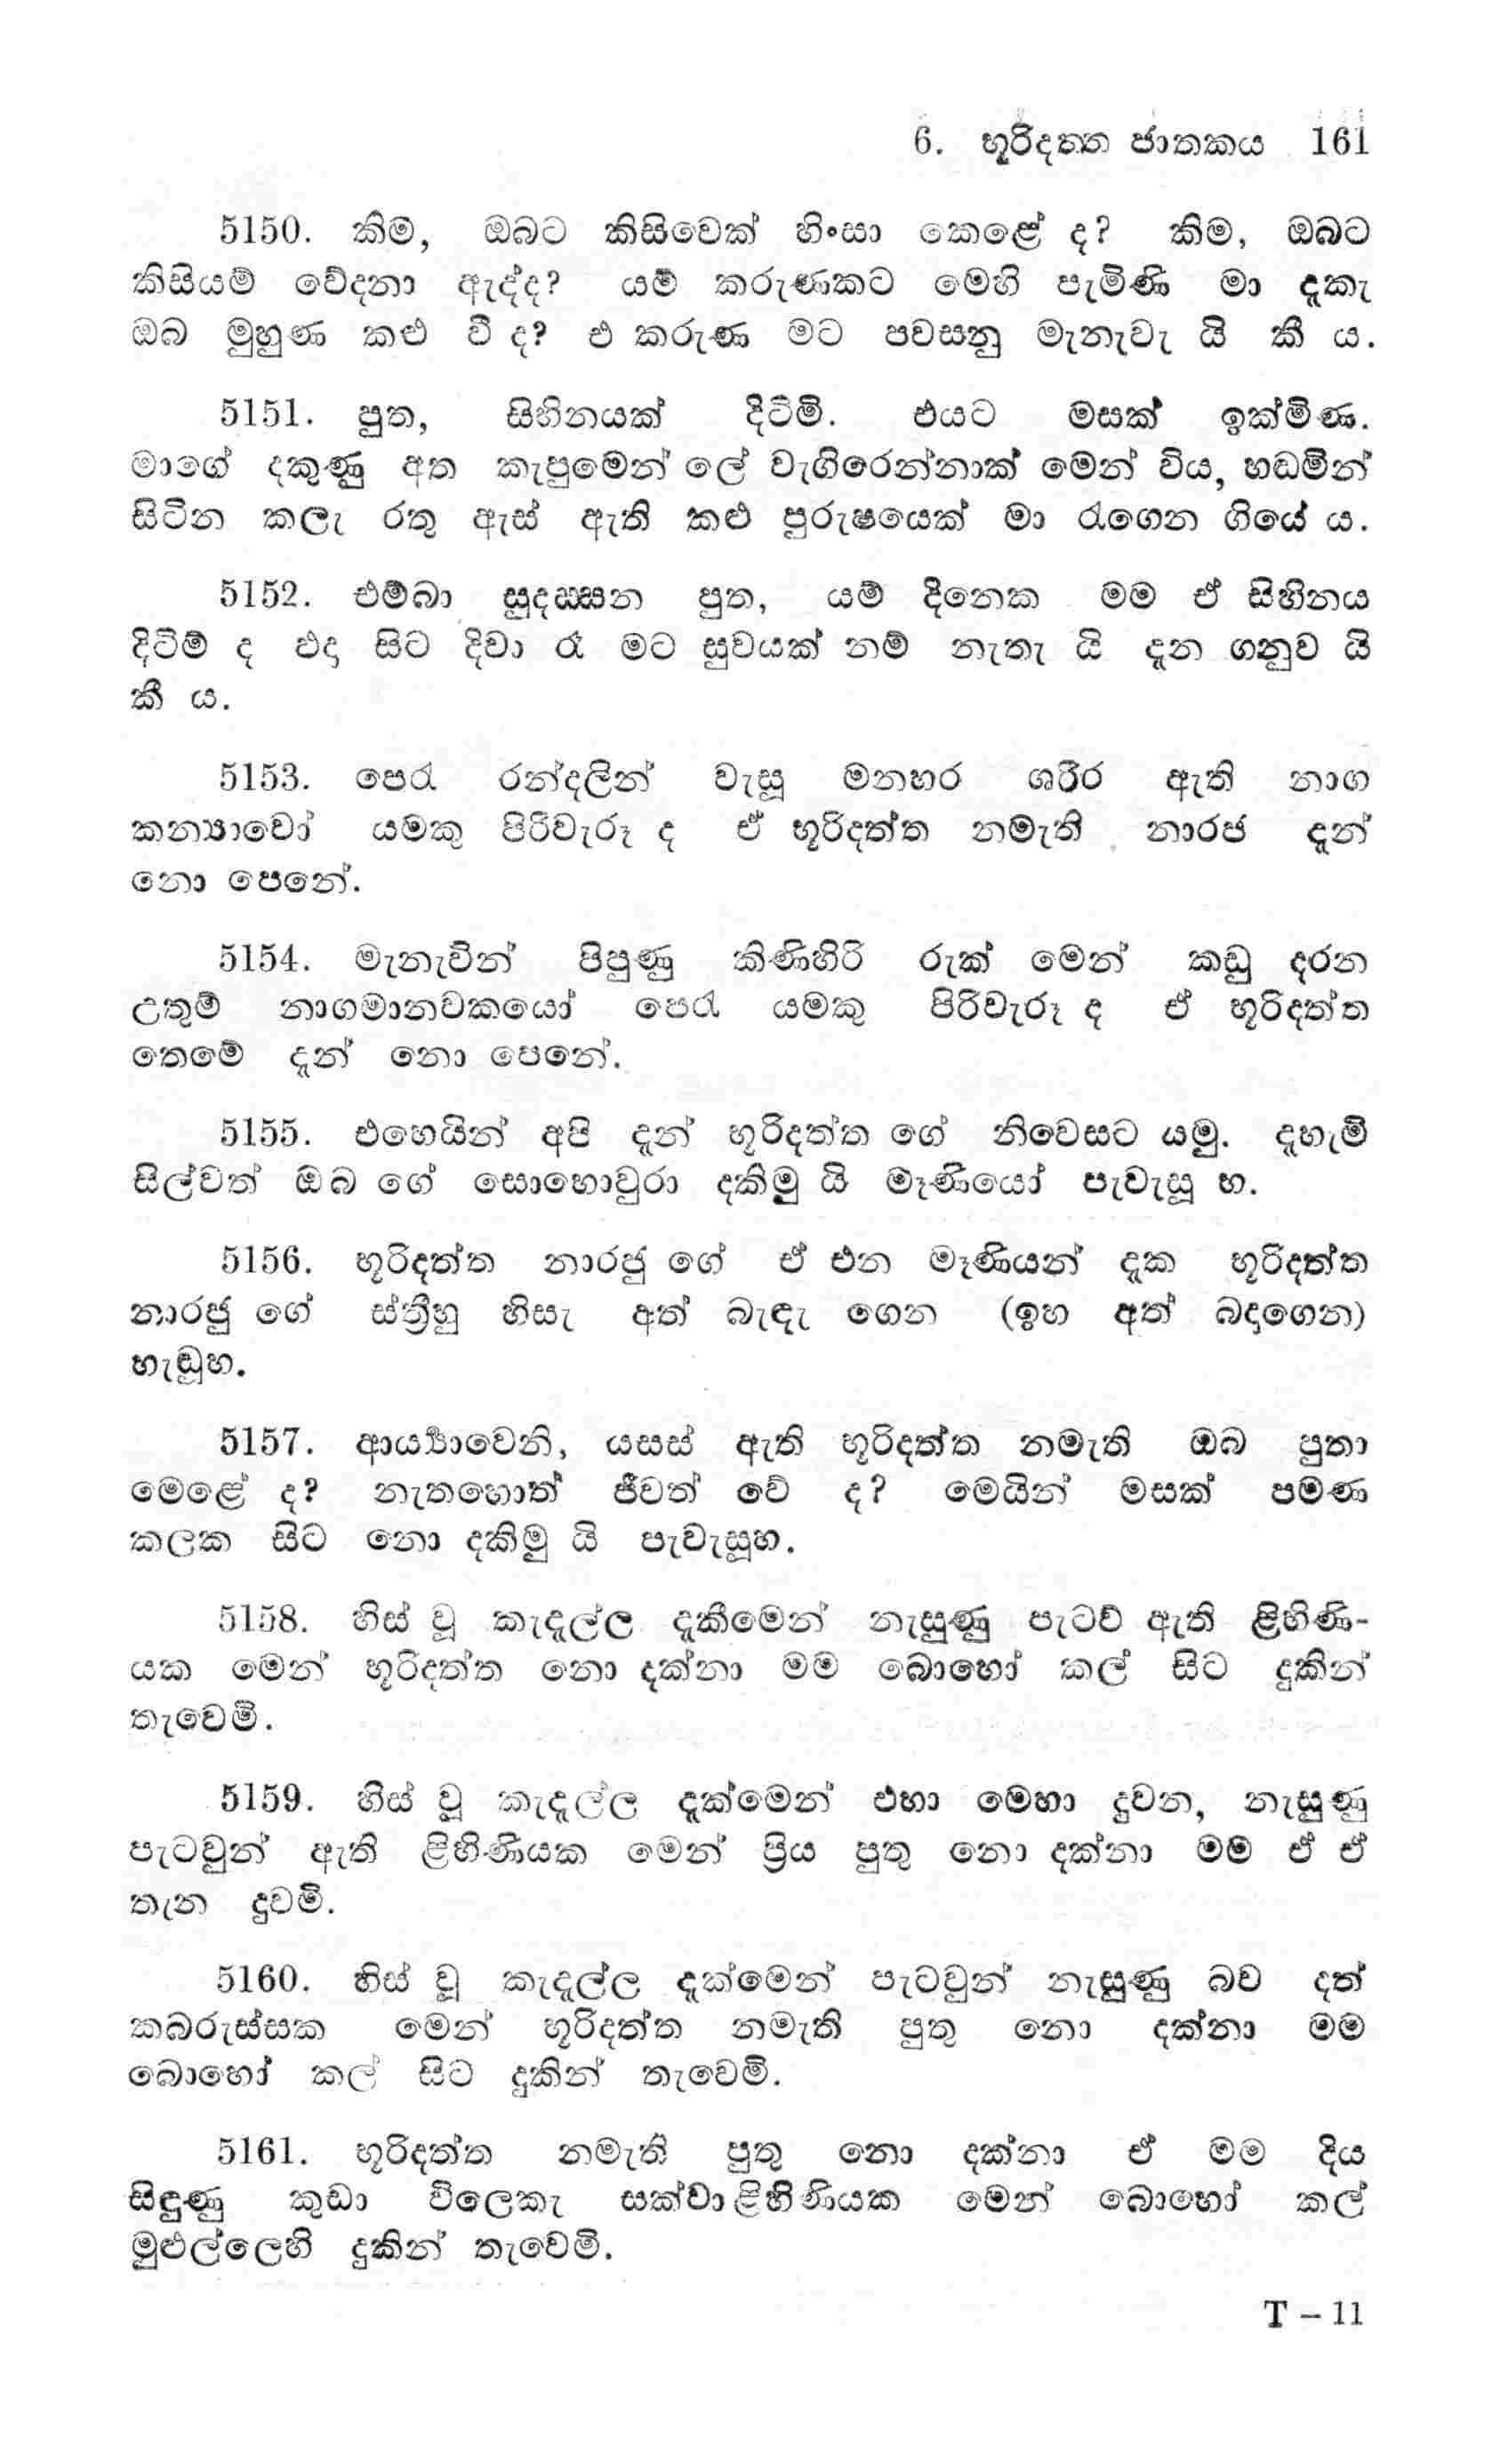 6. භූරිදත්ත ජාතකය 161
5150. කිම, ඔබට කිසිවෙක් හිංසා කෙළේ ද? කිම, ඔබට
කිසියම් වේදනා ඇද්ද? යම් කරුණකට මෙහි පැමිණි මා දැකැ
ඔබ මුහුණ කළු වී ද? එ කරුණ මට පවසනු මැනැවැ යි කී ය.
5151. පුත, සිහිනයක් දිටිමි. එයට මසක් ඉක්මිණ.
මාගේ දකුණු අත කැපුමෙන් ලේ වැගිරෙන්නාක් මෙන් විය, හඬමින්
සිටින කලැ රතු ඇස් ඇති කළු පුරුෂයෙක් මා රැගෙන ගියේ ය.
5152. එම්බා සුදස්සන පුත, යම් දිනෙක මම ඒ සිහිනය
දිටිම් ද එදා සිට දිවා රෑ මට සුවයක් නම් නැතැ යි දැන ගනුව යි
කී ය.
5153. පෙරැ රන්දලින් වැසූ මනහර ශරීර ඇති නාග
කන්‍යාවෝ යමකු පිරිවැරූ ද ඒ භූරිදත්ත නමැති නාරජ දැන්
නො පෙනේ.
5154. මැනැවින් පිපුණු කිණිහිරි රුක් මෙන් කඩු දරන
උතුම් නාගමානවකයෝ පෙරැ යමකු පිරිවැරූ ද ඒ භූරිදත්ත
තෙමේ දැන් නො පෙනේ.
5155. එහෙයින් අපි දැන් භූරිදත්ත ගේ නිවෙසට යමු. දැහැමි
සිල්වත් ඔබ ගේ සොහොවුරා දකිමු යි මෑණියෝ පැවැසූ හ.
5156. භූරිදත්ත නාරජු ගේ ඒ එන මෑණියන් දැක භූරිදත්ත
නාරජු ගේ ස්ත්‍රීහු හිසැ අත් බැඳැ ගෙන (ඉහ අත් බදාගෙන)
හැඬූහ.
5157. ආර්‍ය්‍යාවෙනි, යසස් ඇති භූරිදත්ත නමැති ඔබ පුතා
මෙළේ ද? නැතහොත් ජීවත් වේ ද? මෙයින් මසක් පමණ
කලක සිට නො දකිමු යි පැවැසූහ.
5158. හිස් වූ කැදැල්ල දැකීමෙන් නැසුණු පැටව් ඇති ළිහිණි-
යක මෙන් භූරිදත්ත නො දක්නා මම බොහෝ කල් සිට දුකින්
තැවෙමි.
5159. හිස් වූ කැදැල්ල දැක්මෙන් එහා මෙහා දුවන, නැසුණු
පැටවුන් ඇති ළිහිණියක මෙන් ප්‍රිය පුතු නො දක්නා මම ඒ ඒ
තැන දුවමි.
5160. හිස් වූ කැදැල්ල දැක්මෙන් පැටවුන් නැසුණු බව දත්
කබරුස්සක මෙන් භූරිදත්ත නමැති පුතු නො දක්නා මම
බොහෝ කල් සිට දුකින් තැවෙමි.
5161. භූරිදත්ත නමැති පුතු නො දක්නා ඒ මම දිය
සිඳුණු කුඩා විලෙකැ සක්වාළිහිණියක මෙන් බොහෝ කල්
මුළුල්ලෙහි දුකින් තැවෙමි.
T – 11